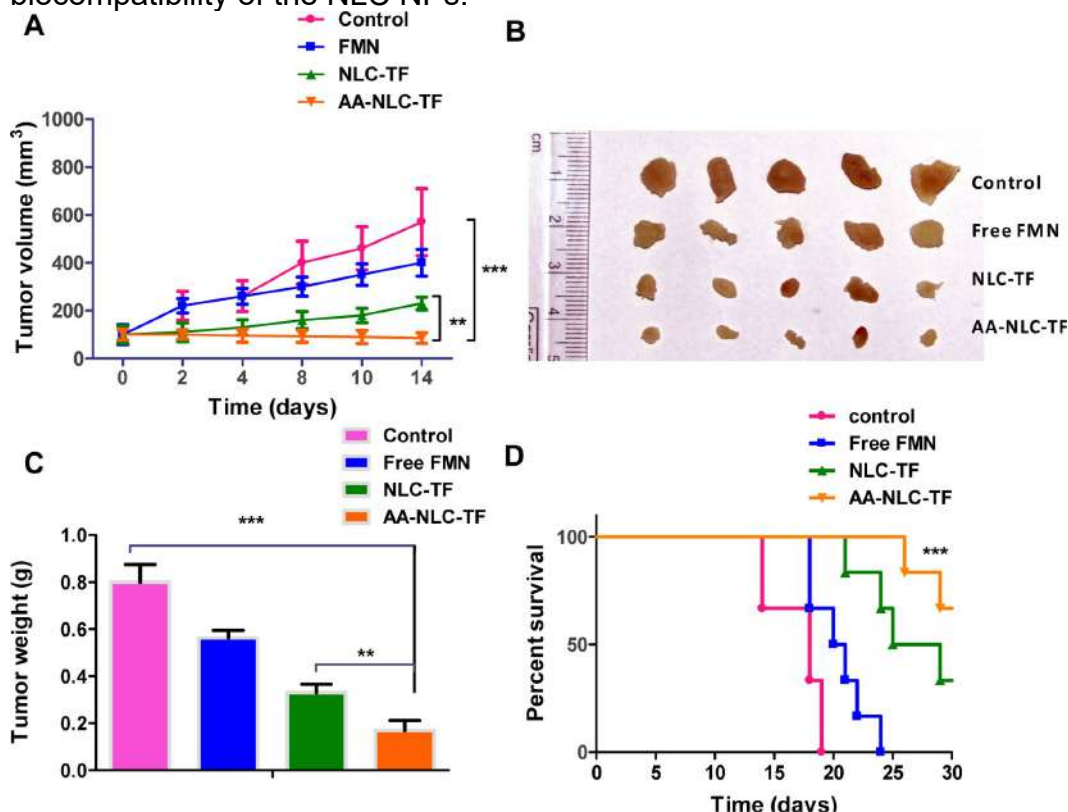 biocompatibility of the NLC NPs.
A
Control
FMN
NLC-TF
AA-NLC-TF
Tumor volume (mm3)
1000
800
600
400
200
0
0 2 4 8 10 14
Time (days)
***
**
B
cm
1
2
3
4
5
Control
Free FMN
NLC-TF
AA-NLC-TF
C
Control
Free FMN
NLC-TF
AA-NLC-TF
Tumor weight (g)
1.0
0.8
0.6
0.4
0.2
0.0
***
**
D
control
Free FMN
NLC-TF
AA-NLC-TF
Percent survival
100
50
0
0 5 10 15 20 25 30
Time (days)
***